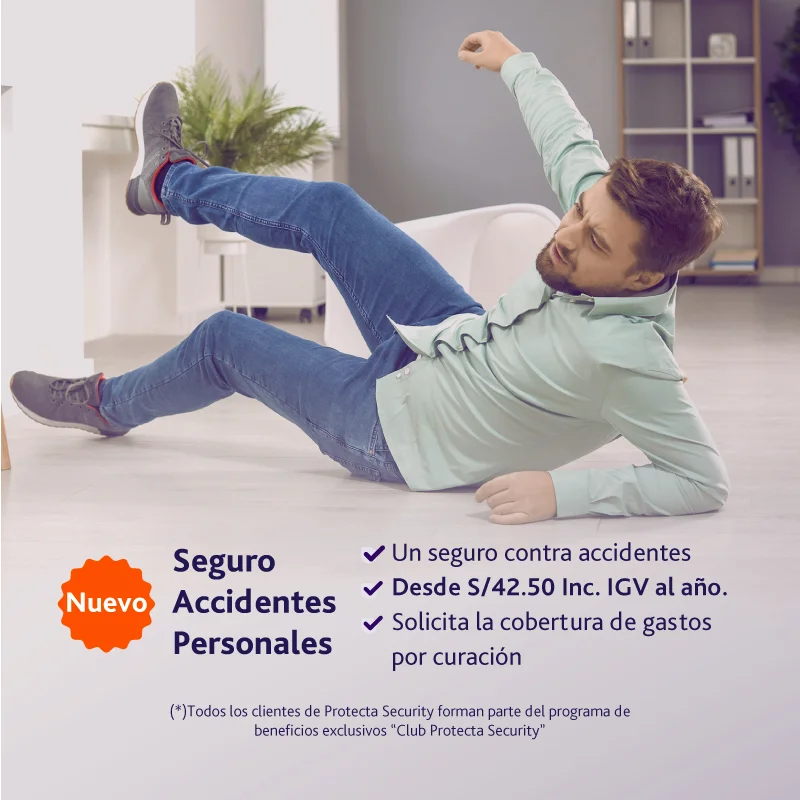 Nuevo
Seguro
Accidentes
Personales
Un seguro contra accidentes
Desde S/42.50 Inc. IGV al año.
Solicita la cobertura de gastos
por curación
(*)Todos los clientes de Protecta Security forman parte del programa de
beneficios exclusivos “Club Protecta Security”